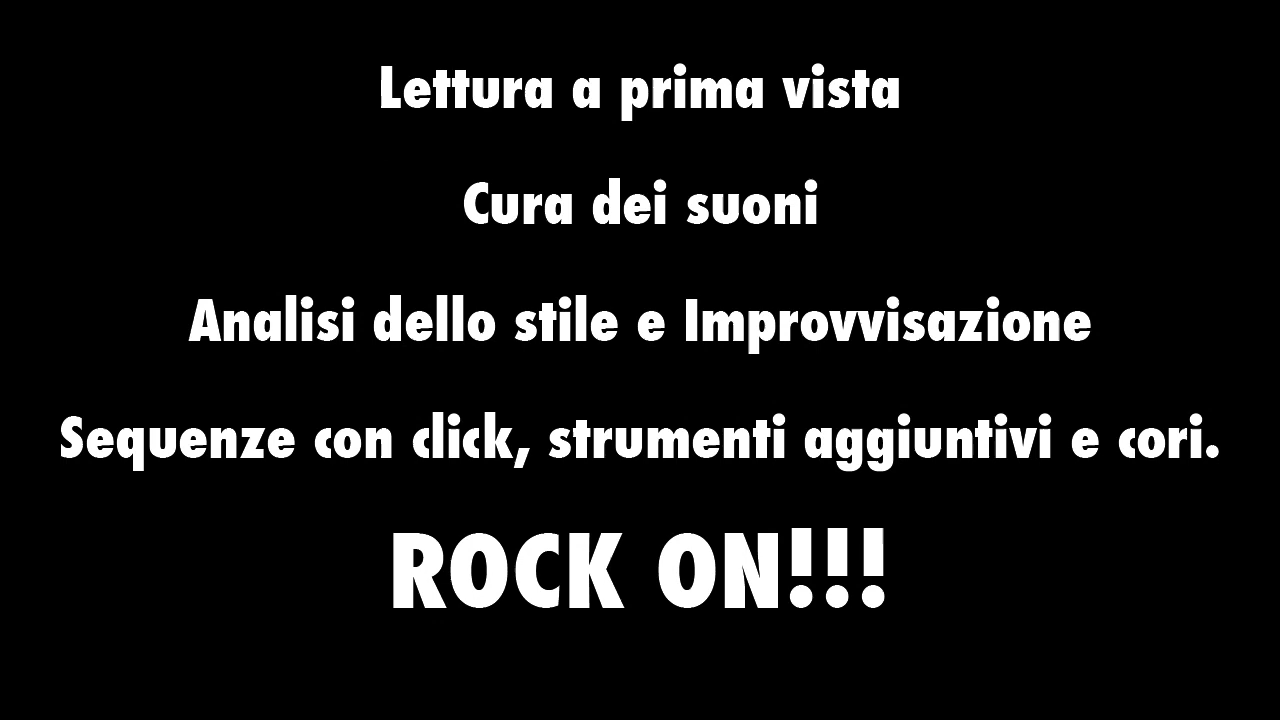 Lettura a prima vista
Cura dei suoni
Analisi dello stile e Improvvisazione
Sequenze con click, strumenti aggiuntivi e cori.
ROCK ON!!!